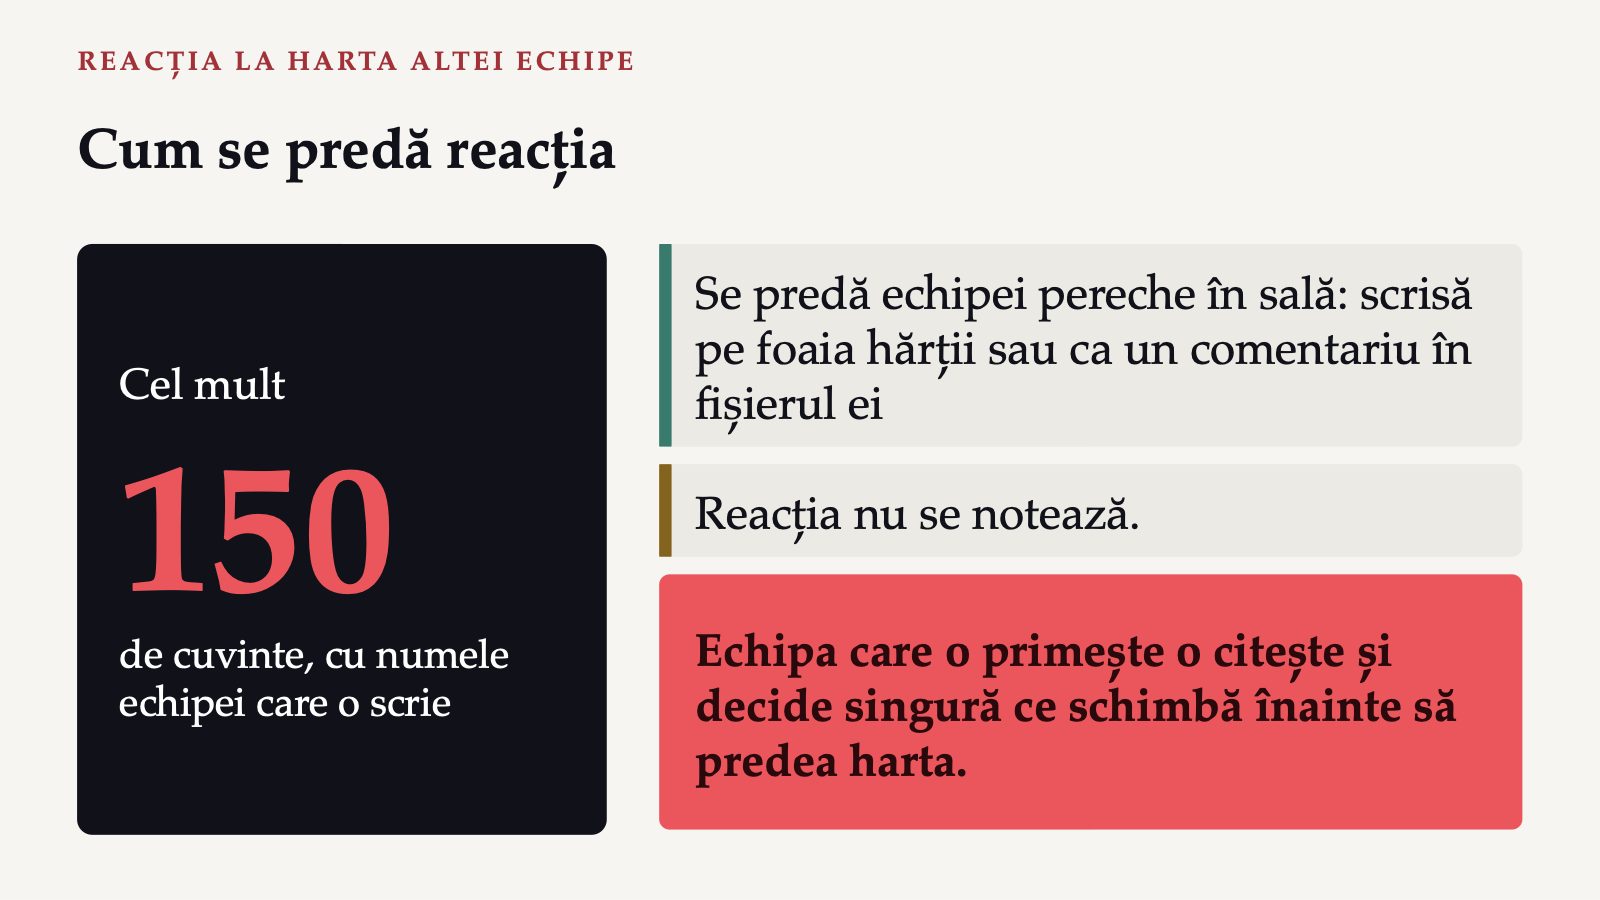 REACȚIA LA HARTA ALTEI ECHIPE
Cum se predă reacția
Cel mult
150
de cuvinte, cu numele
echipei care o scrie
Se predă echipei pereche în sală: scrisă
pe foaia hărții sau ca un comentariu în
fișierul ei
Reacția nu se notează.
Echipa care o primește o citește și
decide singură ce schimbă înainte să
predea harta.